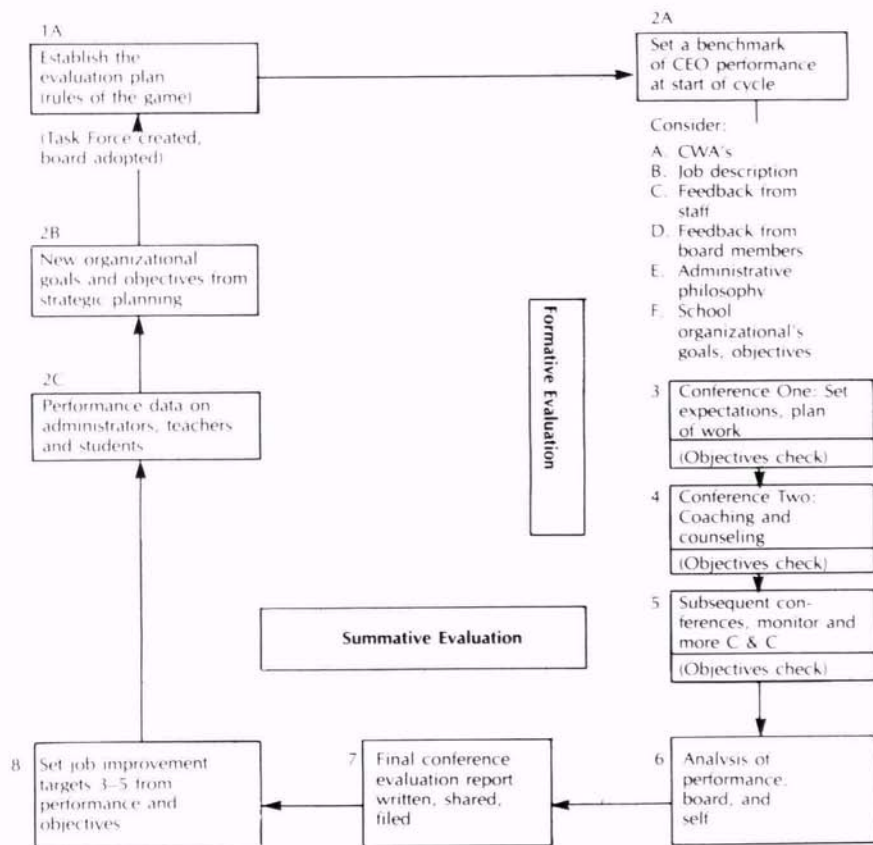 1A
Establish the
evaluation plan
(rules of the game)
(Task Force created,
board adopted)
2A
Set a benchmark
of CEO performance
at start of cycle
Consider:
A. CWA's
B. Job description
C. Feedback from
staff
D. Feedback from
board members
E. Administrative
philosophy
F. School
organizational's
goals, objectives
2B
New organizational
goals and objectives from
strategic planning
2C
Performance data on
administrators, teachers
and students
Formative Evaluation
3
Conference One: Set
expectations, plan
of work
(Objectives check)
4
Conference Two:
Coaching and
counseling
(Objectives check)
5
Subsequent con-
ferences, monitor and
more C & C
(Objectives check)
Summative Evaluation
6
Analysis of
performance,
board, and
self
7
Final conference
evaluation report
written, shared,
filed
8
Set job improvement
targets 3–5 from
performance and
objectives